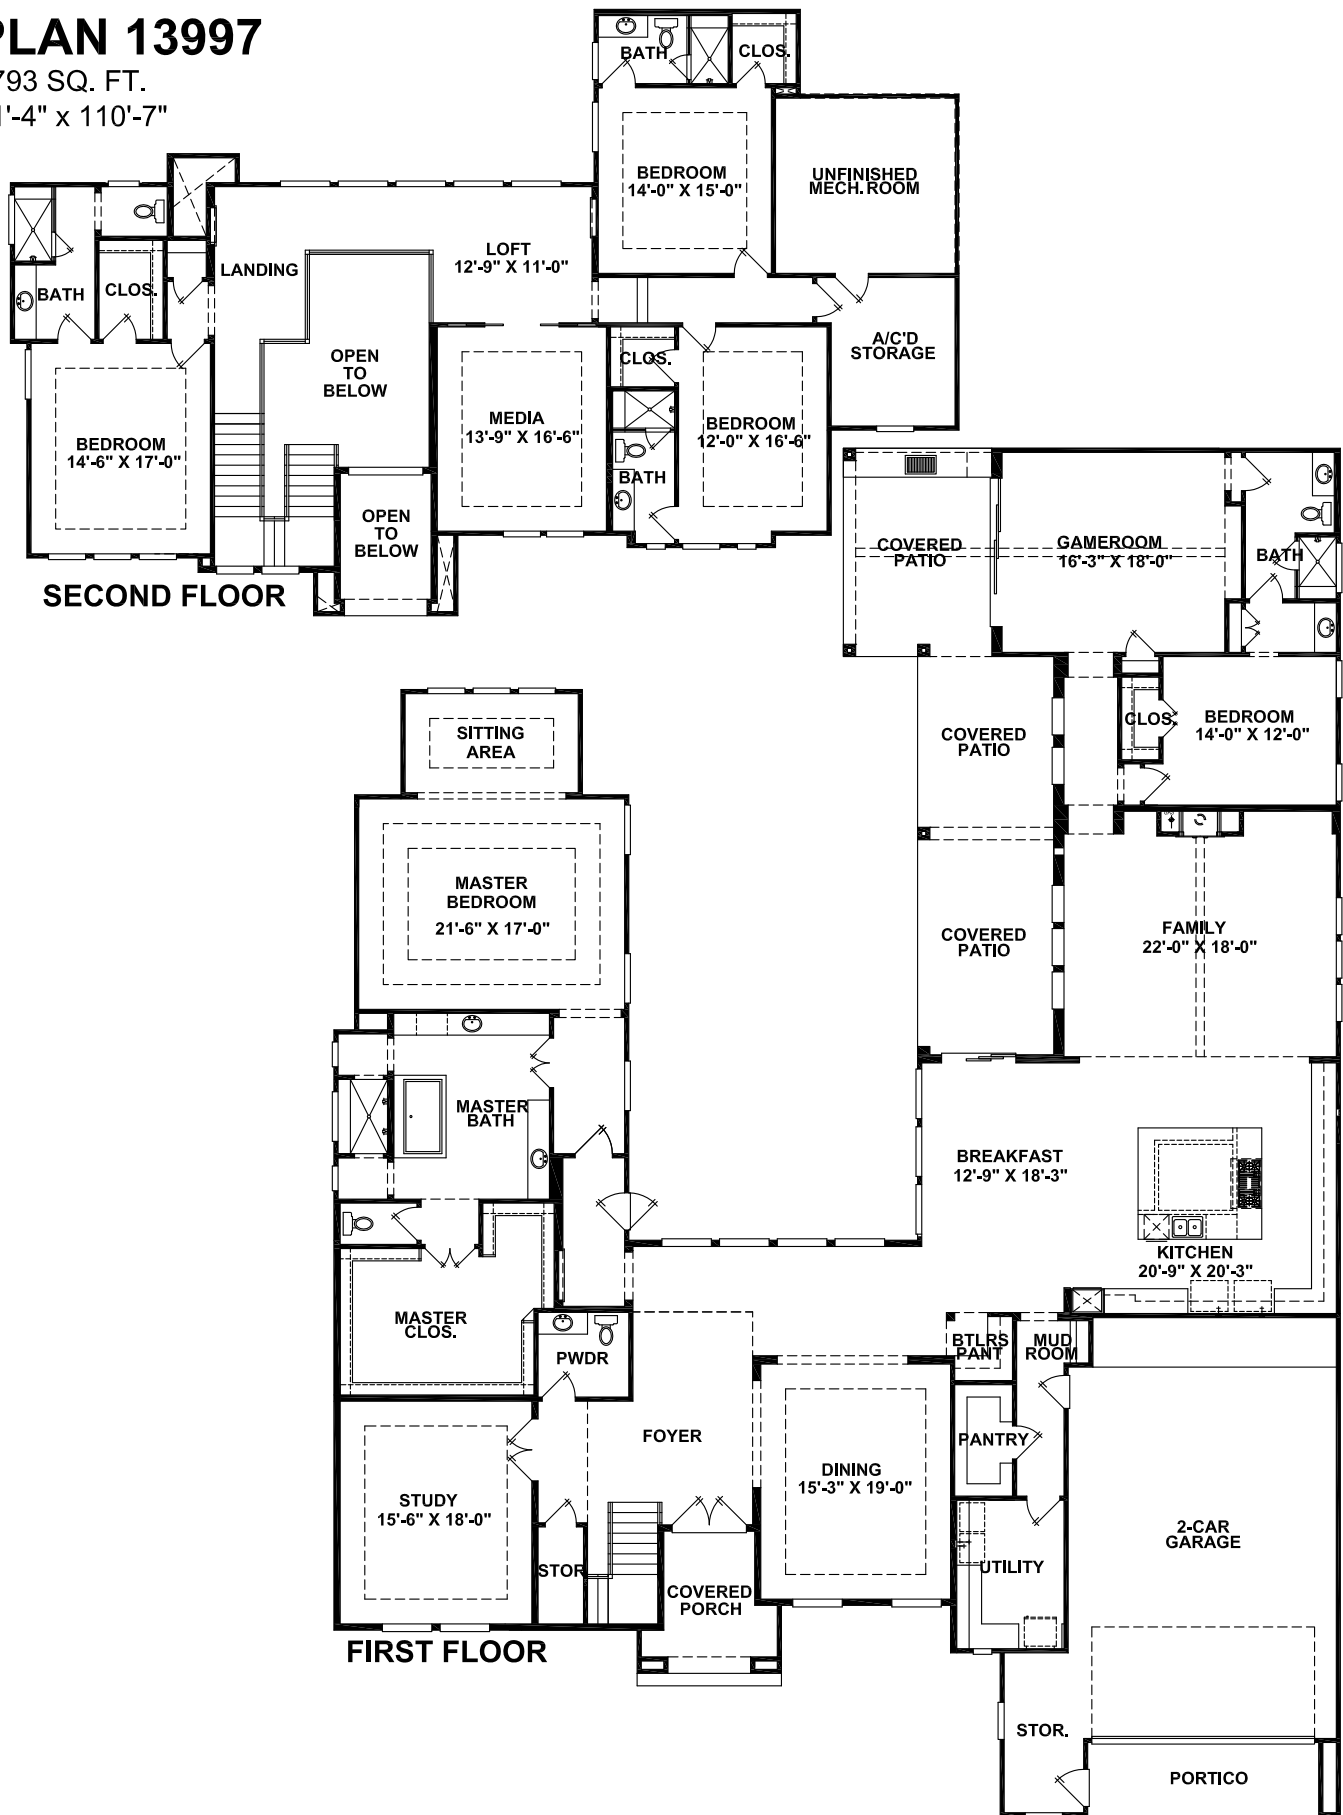 PLAN 13997
793 SQ. FT.
1'-4" x 110'-7"
BATH
CLOS.
BEDROOM
14'-0" X 15'-0"
UNFINISHED
MECH. ROOM
LANDING
LOFT
12'-9" X 11'-0"
BATH
CLOS.
OPEN
TO
BELOW
CLOS.
A/C'D
STORAGE
BEDROOM
14'-6" X 17'-0"
MEDIA
13'-9" X 16'-6"
BEDROOM
12'-0" X 16'-6"
BATH
OPEN
TO
BELOW
SECOND FLOOR
COVERED
PATIO
GAMEROOM
16'-3" X 18'-0"
BATH
SITTING
AREA
COVERED
PATIO
CLOS.
BEDROOM
14'-0" X 12'-0"
MASTER
BEDROOM
21'-6" X 17'-0"
COVERED
PATIO
FAMILY
22'-0" X 18'-0"
MASTER
BATH
BREAKFAST
12'-9" X 18'-3"
KITCHEN
20'-9" X 20'-3"
MASTER
CLOS.
PWDR
BTLRS
PANT
MUD
ROOM
FOYER
PANTRY
STUDY
15'-6" X 18'-0"
DINING
15'-3" X 19'-0"
2-CAR
GARAGE
STOR
COVERED
PORCH
UTILITY
FIRST FLOOR
STOR.
PORTICO